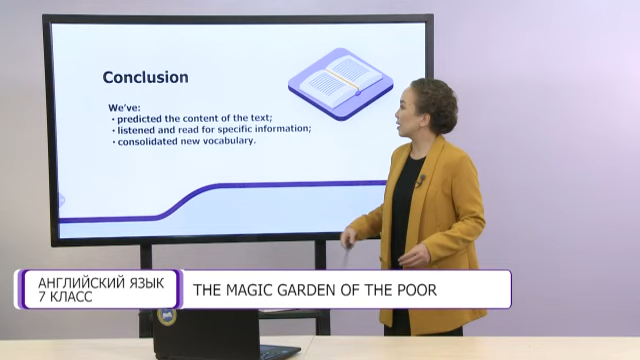 Conclusion
We've:
• predicted the content of the text;
• listened and read for specific information;
• consolidated new vocabulary.
АНГЛИЙСКИЙ ЯЗЫК
7 КЛАСС
THE MAGIC GARDEN OF THE POOR